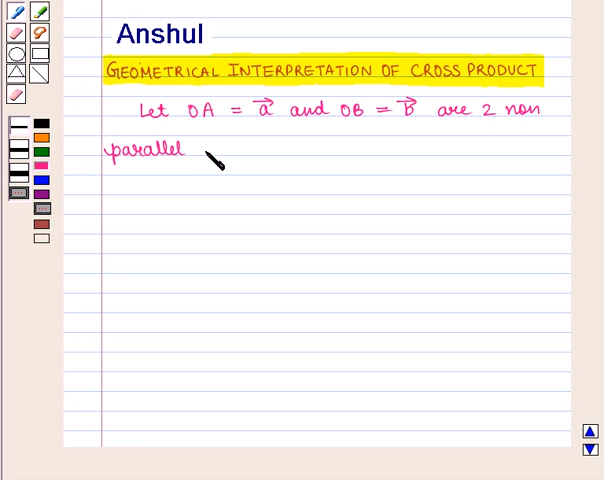 Anshul
GEOMETRICAL INTERPRETATION OF CROSS PRODUCT
Let OA = a⃗ and OB = b⃗ are 2 non
parallel